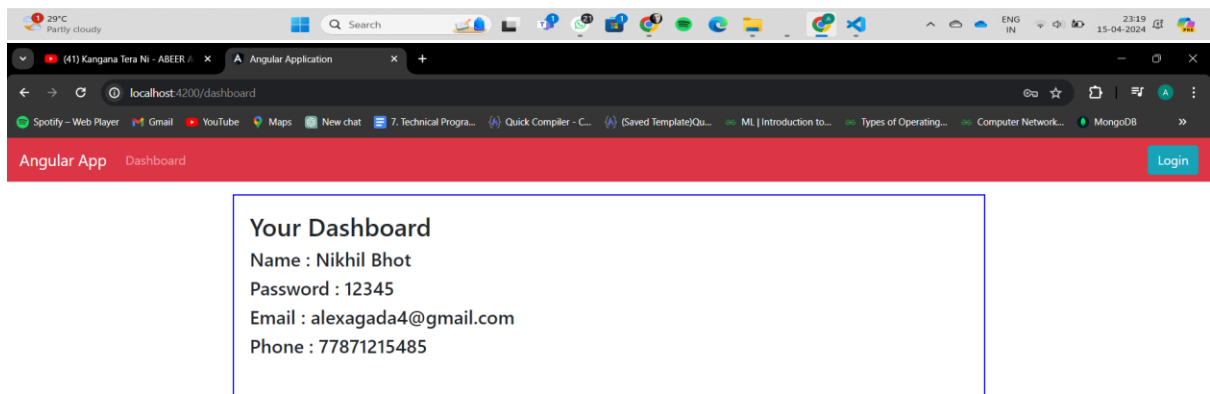 29°C
Partly cloudy
Search
ENG
IN
23:19
15-04-2024
(41) Kangana Tera Ni - ABEER A
Angular Application
localhost:4200/dashboard
Spotify – Web Player
Gmail
YouTube
Maps
New chat
7. Technical Progra...
Quick Compiler - C...
(Saved Template)Qu...
ML | Introduction to...
Types of Operating...
Computer Network...
MongoDB
»
Angular App
Dashboard
Login
Your Dashboard
Name : Nikhil Bhot
Password : 12345
Email : alexagada4@gmail.com
Phone : 77871215485